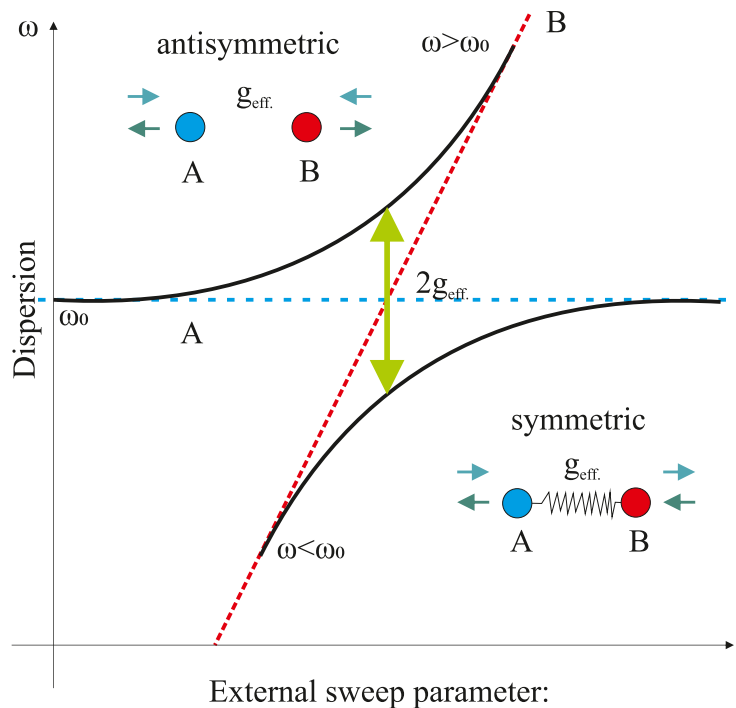 ω
B
antisymmetric
ω>ω₀
g_eff.
A
B
2g_eff.
ω₀
A
Dispersion
symmetric
g_eff.
A
B
ω<ω₀
External sweep parameter: